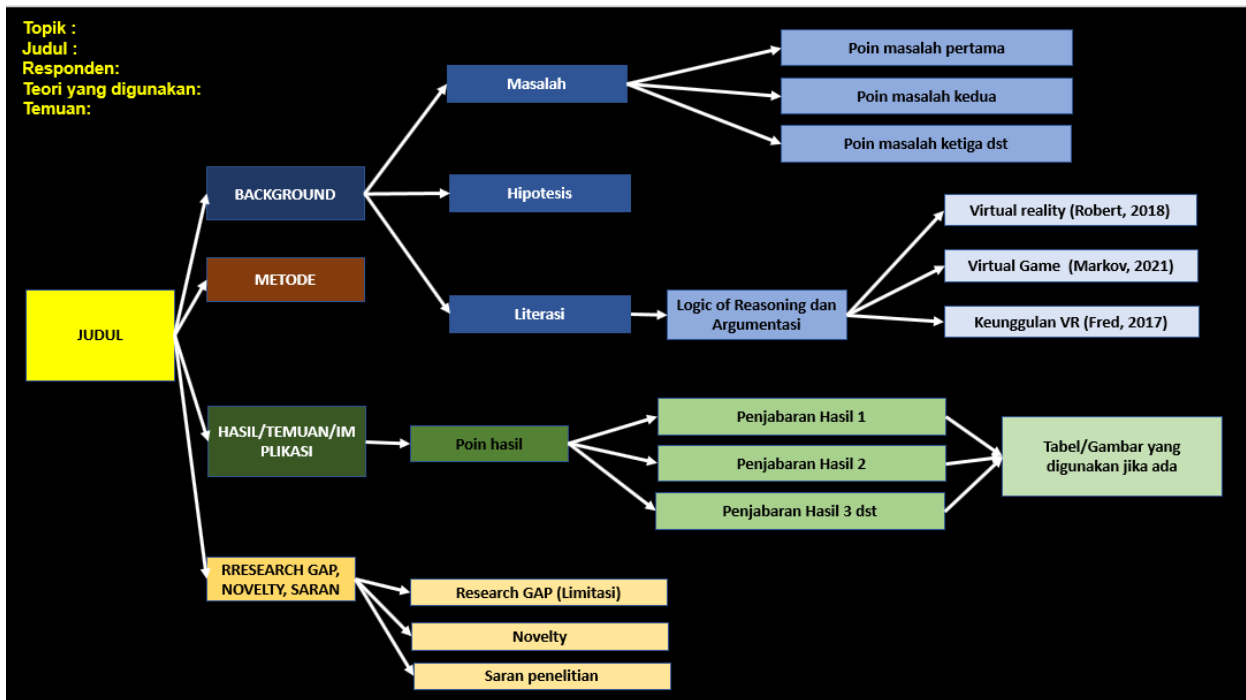 Topik :
Judul :
Responden:
Teori yang digunakan:
Temuan:
JUDUL
BACKGROUND
Masalah
Poin masalah pertama
Poin masalah kedua
Poin masalah ketiga dst
Hipotesis
Literasi
Logic of Reasoning dan
Argumentasi
Virtual reality (Robert, 2018)
Virtual Game (Markov, 2021)
Keunggulan VR (Fred, 2017)
METODE
HASIL/TEMUAN/IM
PLIKASI
Poin hasil
Penjabaran Hasil 1
Penjabaran Hasil 2
Penjabaran Hasil 3 dst
Tabel/Gambar yang
digunakan jika ada
RRESEARCH GAP,
NOVELTY, SARAN
Research GAP (Limitasi)
Novelty
Saran penelitian